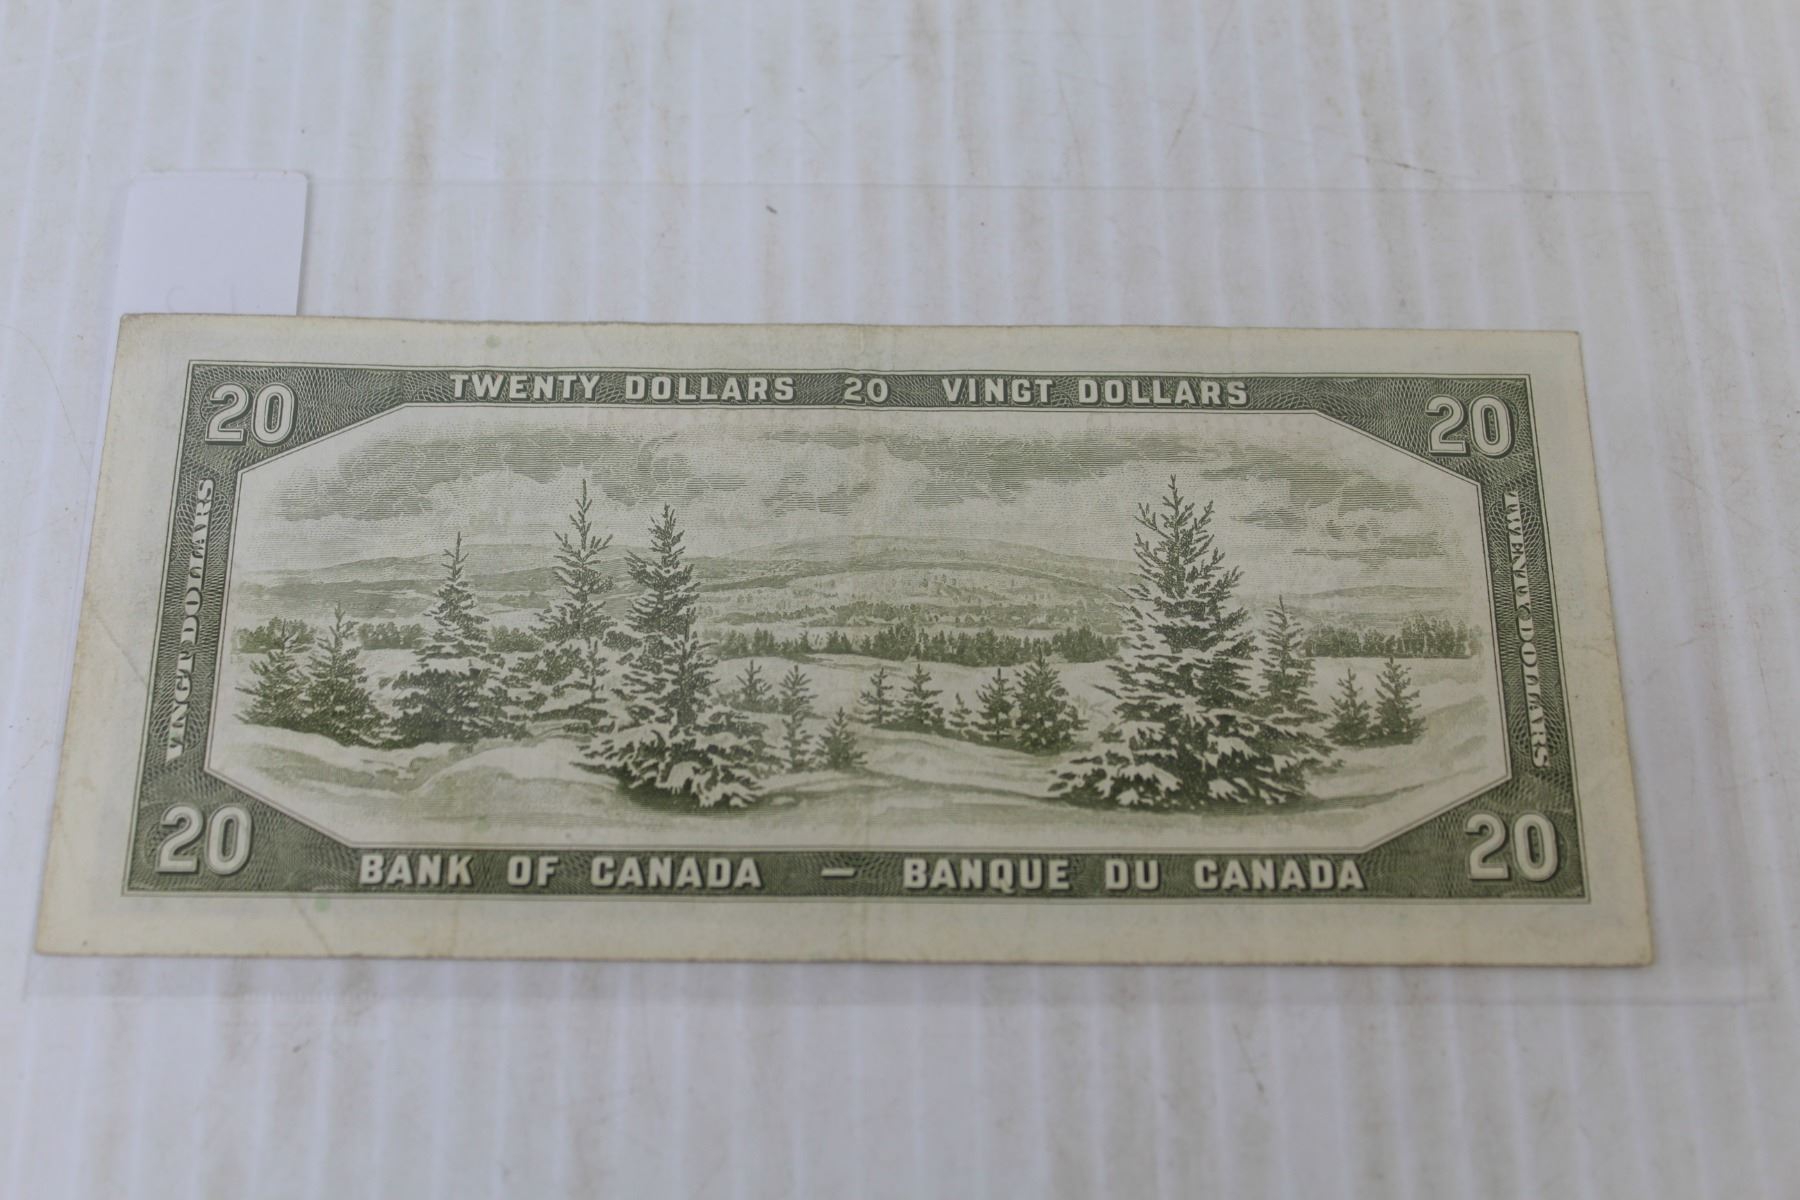 20 TWENTY DOLLARS 20 VINGT DOLLARS 20
VINGT DOLLARS
TWENTY DOLLARS
20 BANK OF CANADA — BANQUE DU CANADA 20